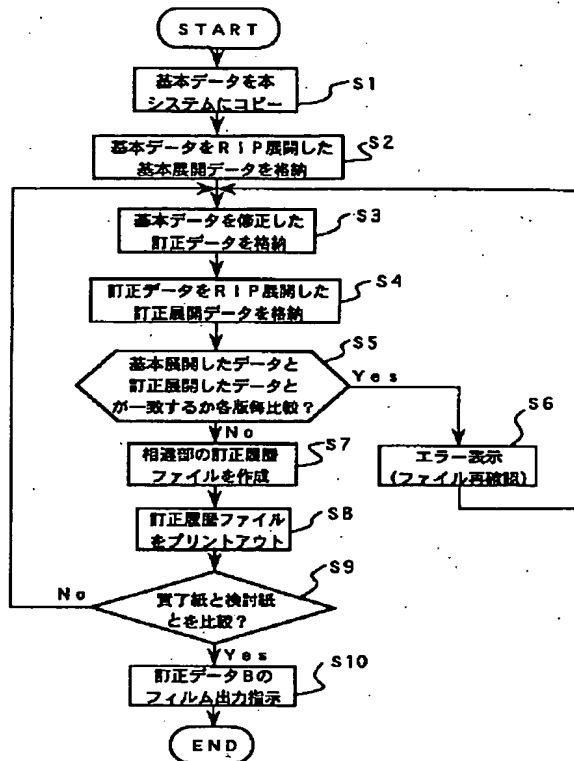 START
基本データを本
システムにコピー
S1
基本データをRIP展開した
基本展開データを格納
S2
基本データを修正した
訂正データを格納
S3
訂正データをRIP展開した
訂正展開データを格納
S4
基本展開したデータと
訂正展開したデータと
が一致するか各版毎比較?
S5
Yes
No
エラー表示
(ファイル再確認)
S6
相違部の訂正履歴
ファイルを作成
S7
訂正履歴ファイル
をプリントアウト
S8
責了紙と検討紙
とを比較?
S9
No
Yes
訂正データBの
フィルム出力指示
S10
END